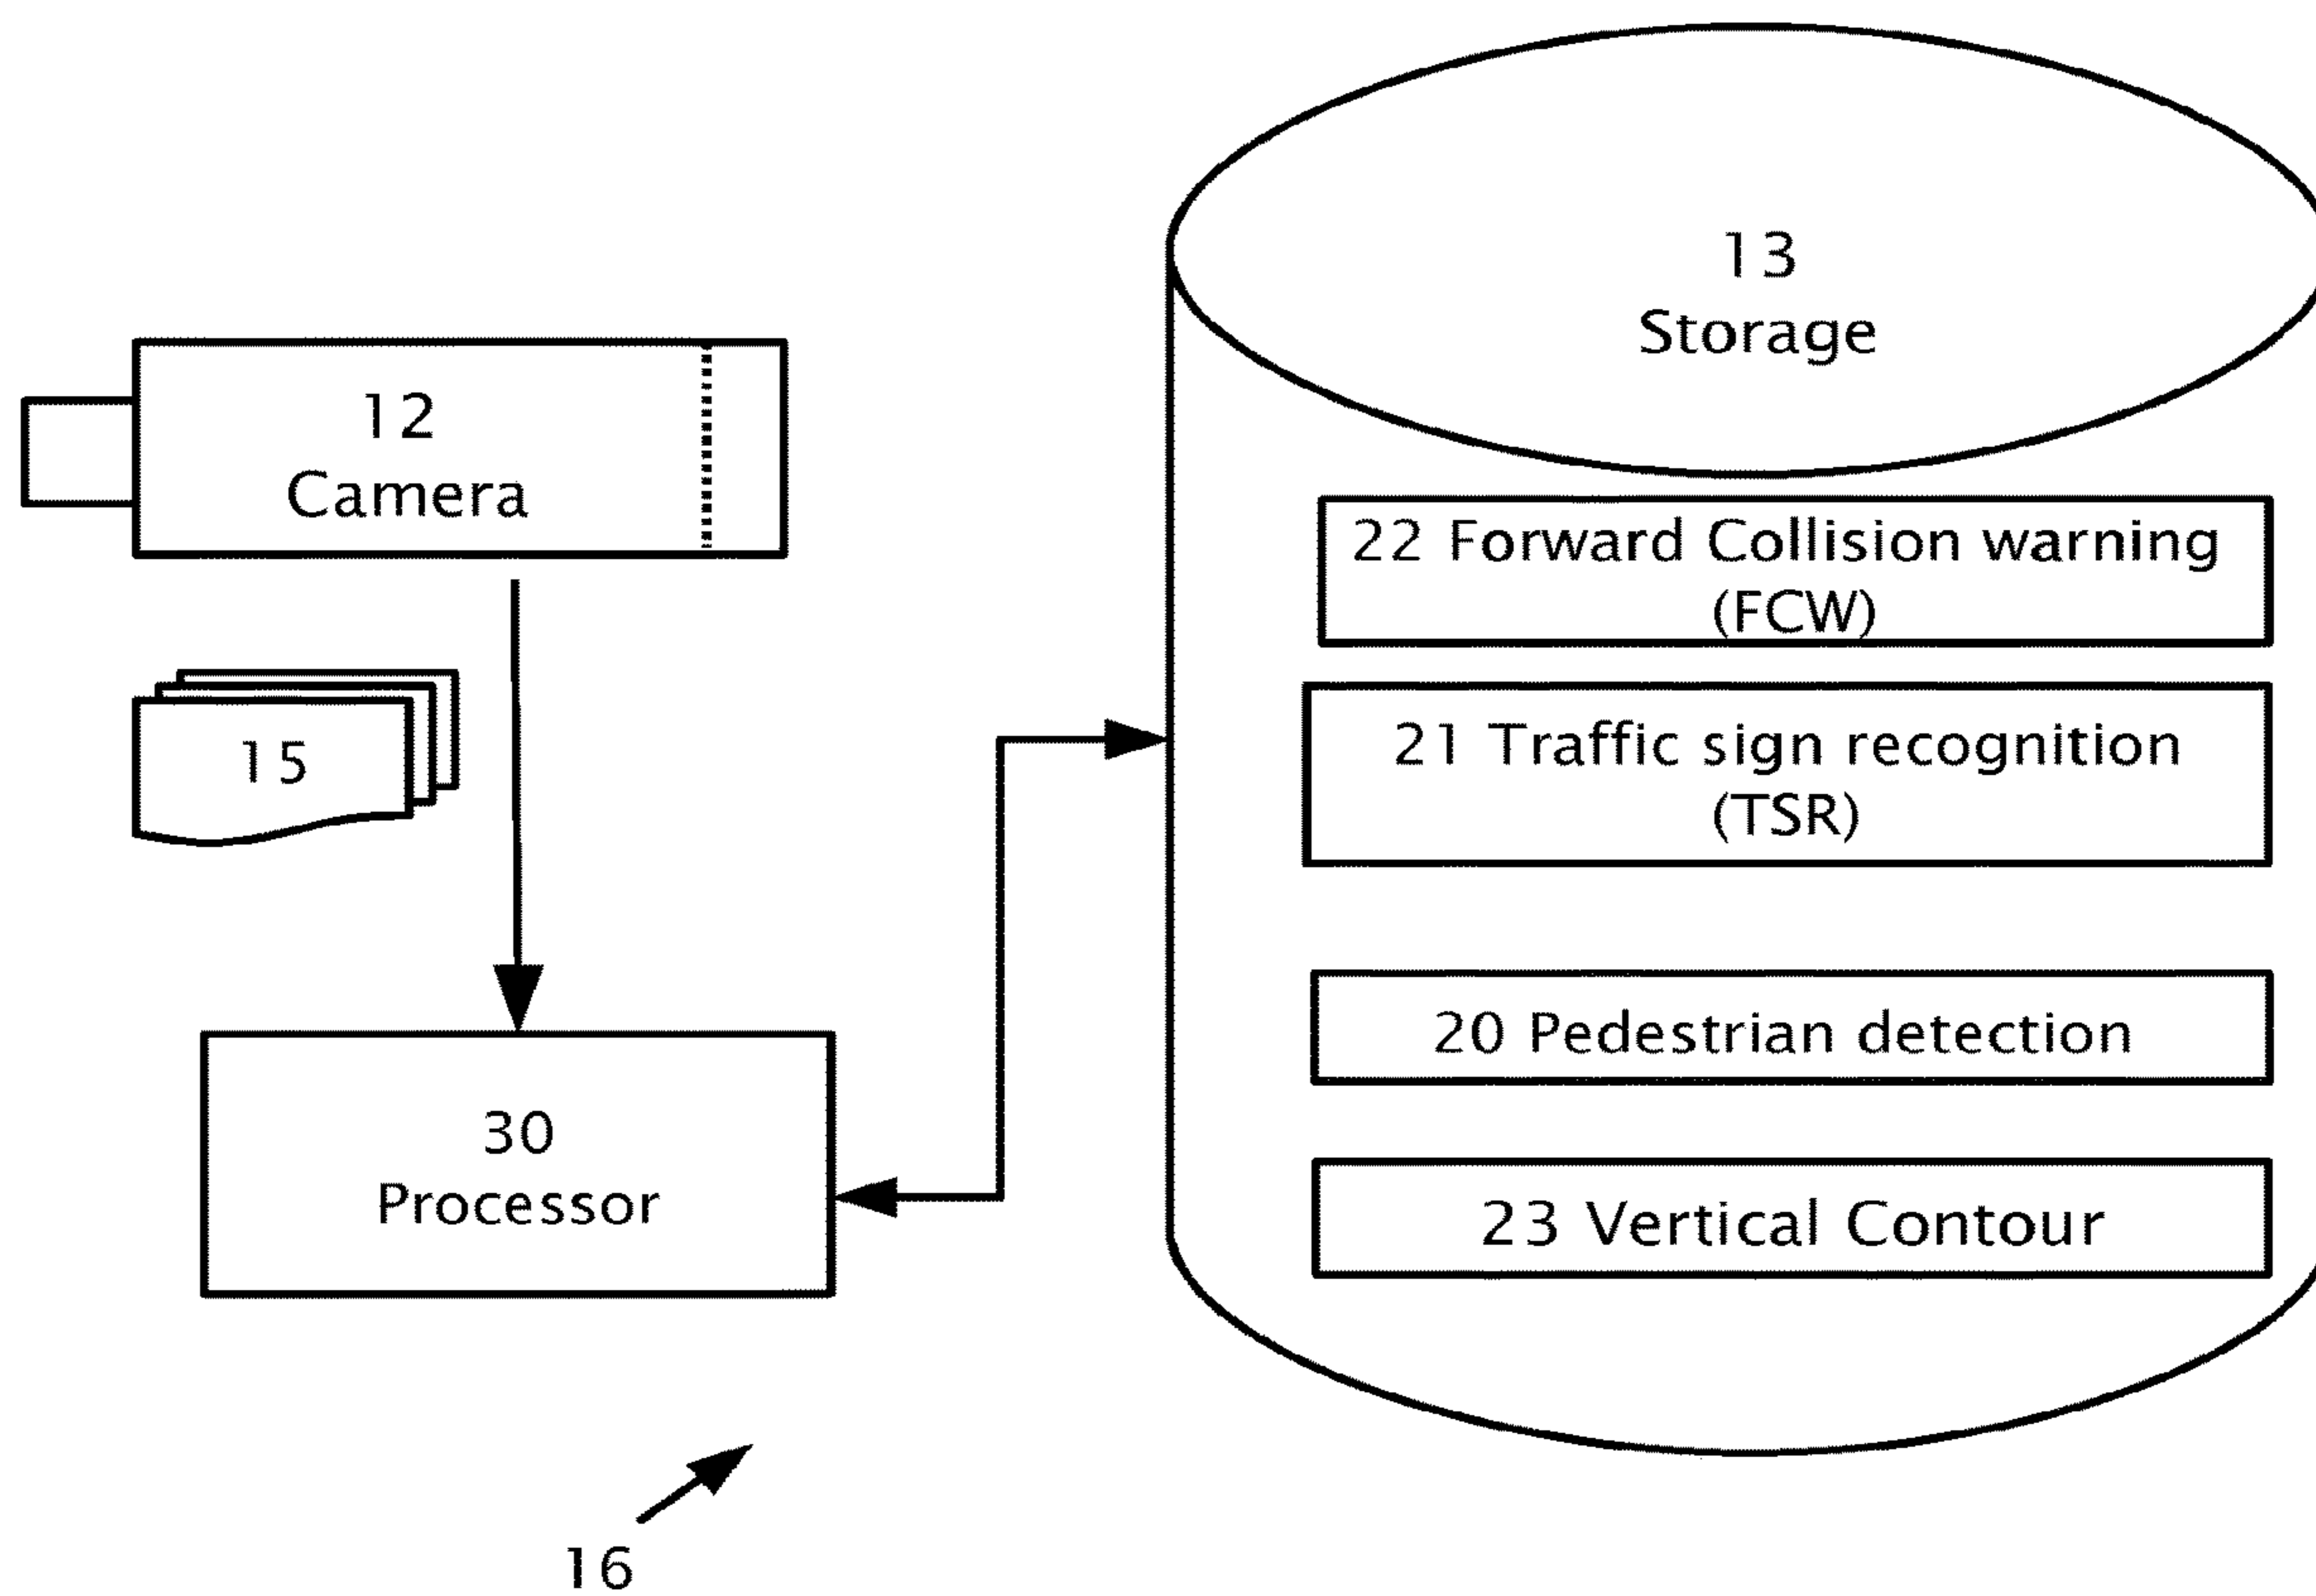 13
Storage
12
Camera
22 Forward Collision warning
(FCW)
21 Traffic sign recognition
(TSR)
15
20 Pedestrian detection
30
Processor
23 Vertical Contour
16